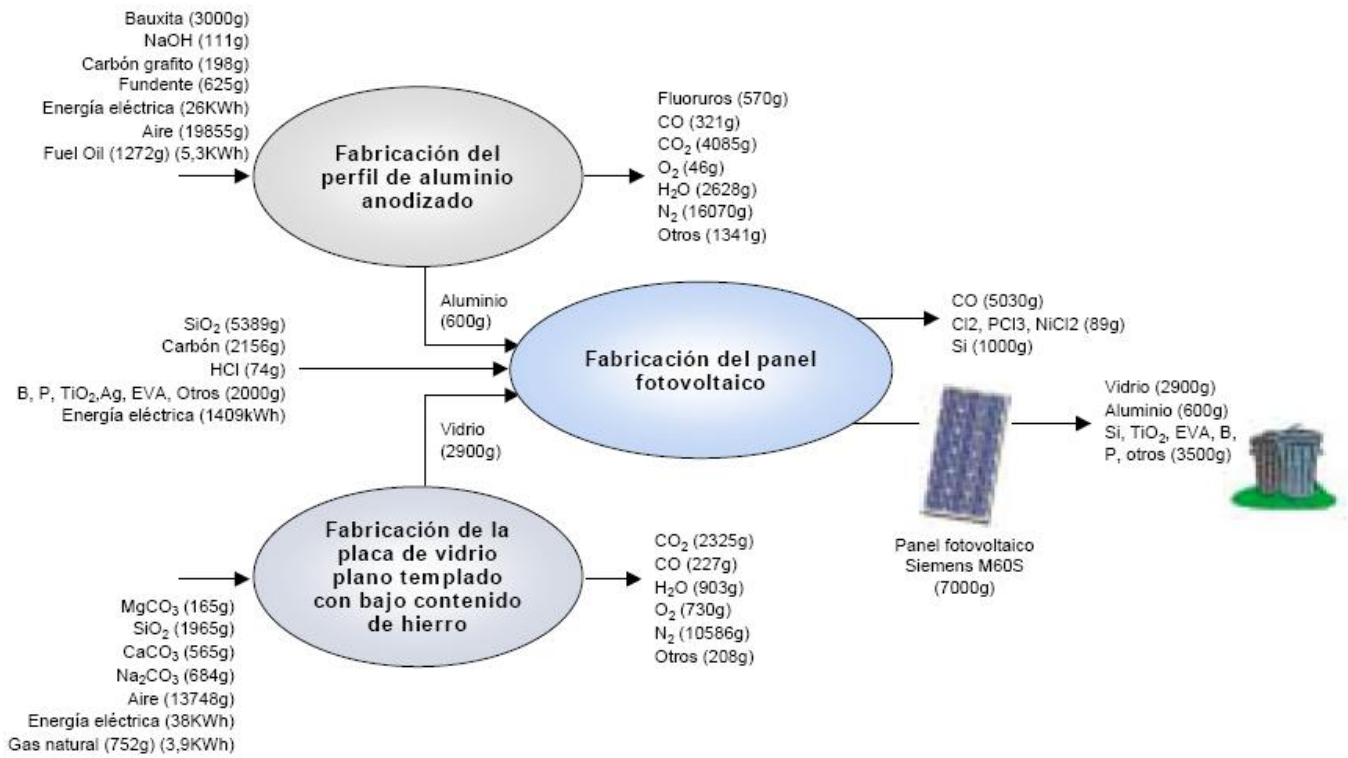 Bauxita (3000g)
NaOH (111g)
Carbón grafito (198g)
Fundente (625g)
Energía eléctrica (26KWh)
Aire (19855g)
Fuel Oil (1272g) (5,3KWh)
Fabricación del
perfil de aluminio
anodizado
Fluoruros (570g)
CO (321g)
CO₂ (4085g)
O₂ (46g)
H₂O (2628g)
N₂ (16070g)
Otros (1341g)
Aluminio
(600g)
SiO₂ (5389g)
Carbón (2156g)
HCl (74g)
B, P, TiO₂,Ag, EVA, Otros (2000g)
Energía eléctrica (1409kWh)
Fabricación del panel
fotovoltaico
CO (5030g)
Cl2, PCl3, NiCl2 (89g)
Si (1000g)
Vidrio
(2900g)
Vidrio (2900g)
Aluminio (600g)
Si, TiO₂, EVA, B,
P, otros (3500g)
Panel fotovoltaico
Siemens M60S
(7000g)
Fabricación de la
placa de vidrio
plano templado
con bajo contenido
de hierro
CO₂ (2325g)
CO (227g)
H₂O (903g)
O₂ (730g)
N₂ (10586g)
Otros (208g)
MgCO₃ (165g)
SiO₂ (1965g)
CaCO₃ (565g)
Na₂CO₃ (684g)
Aire (13748g)
Energía eléctrica (38KWh)
Gas natural (752g) (3,9KWh)